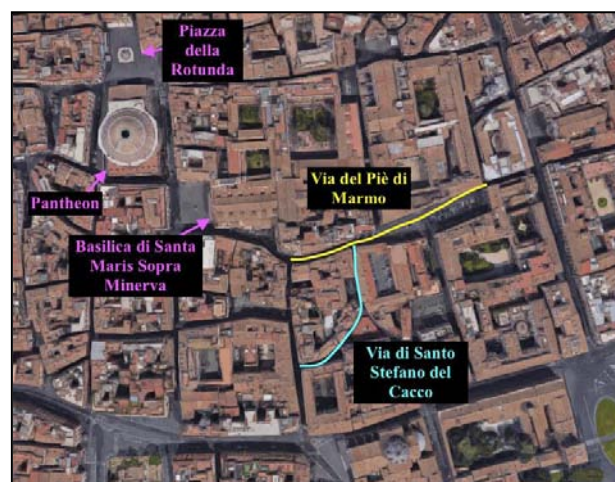 Piazza
della
Rotunda
Pantheon
Basilica di Santa
Maris Sopra
Minerva
Via del Piè di
Marmo
Via di Santo
Stefano del
Cacco